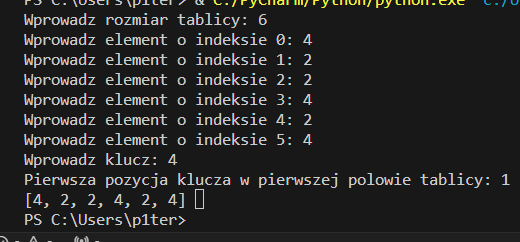 PS C:\Users\p1ter> & C:/PyCharm/Python/python.exe
Wprowadz rozmiar tablicy: 6
Wprowadz element o indeksie 0: 4
Wprowadz element o indeksie 1: 2
Wprowadz element o indeksie 2: 2
Wprowadz element o indeksie 3: 4
Wprowadz element o indeksie 4: 2
Wprowadz element o indeksie 5: 4
Wprowadz klucz: 4
Pierwsza pozycja klucza w pierwszej polowie tablicy: 1
[4, 2, 2, 4, 2, 4] []
PS C:\Users\p1ter>